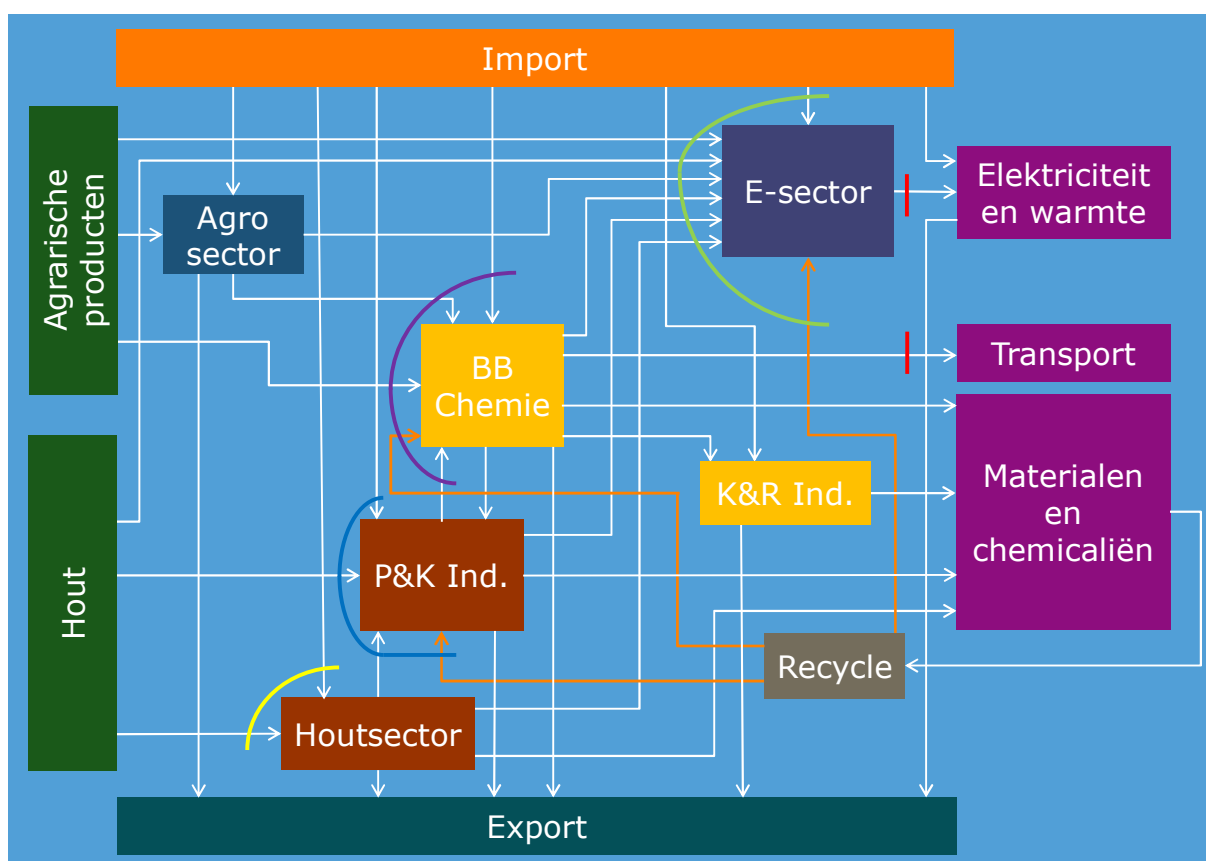 Import
Agrarische
producten
E-sector
Elektriciteit
en warmte
Agro
sector
BB
Chemie
Transport
Hout
K&R Ind.
Materialen
en
chemicaliën
P&K Ind.
Recycle
Houtsector
Export